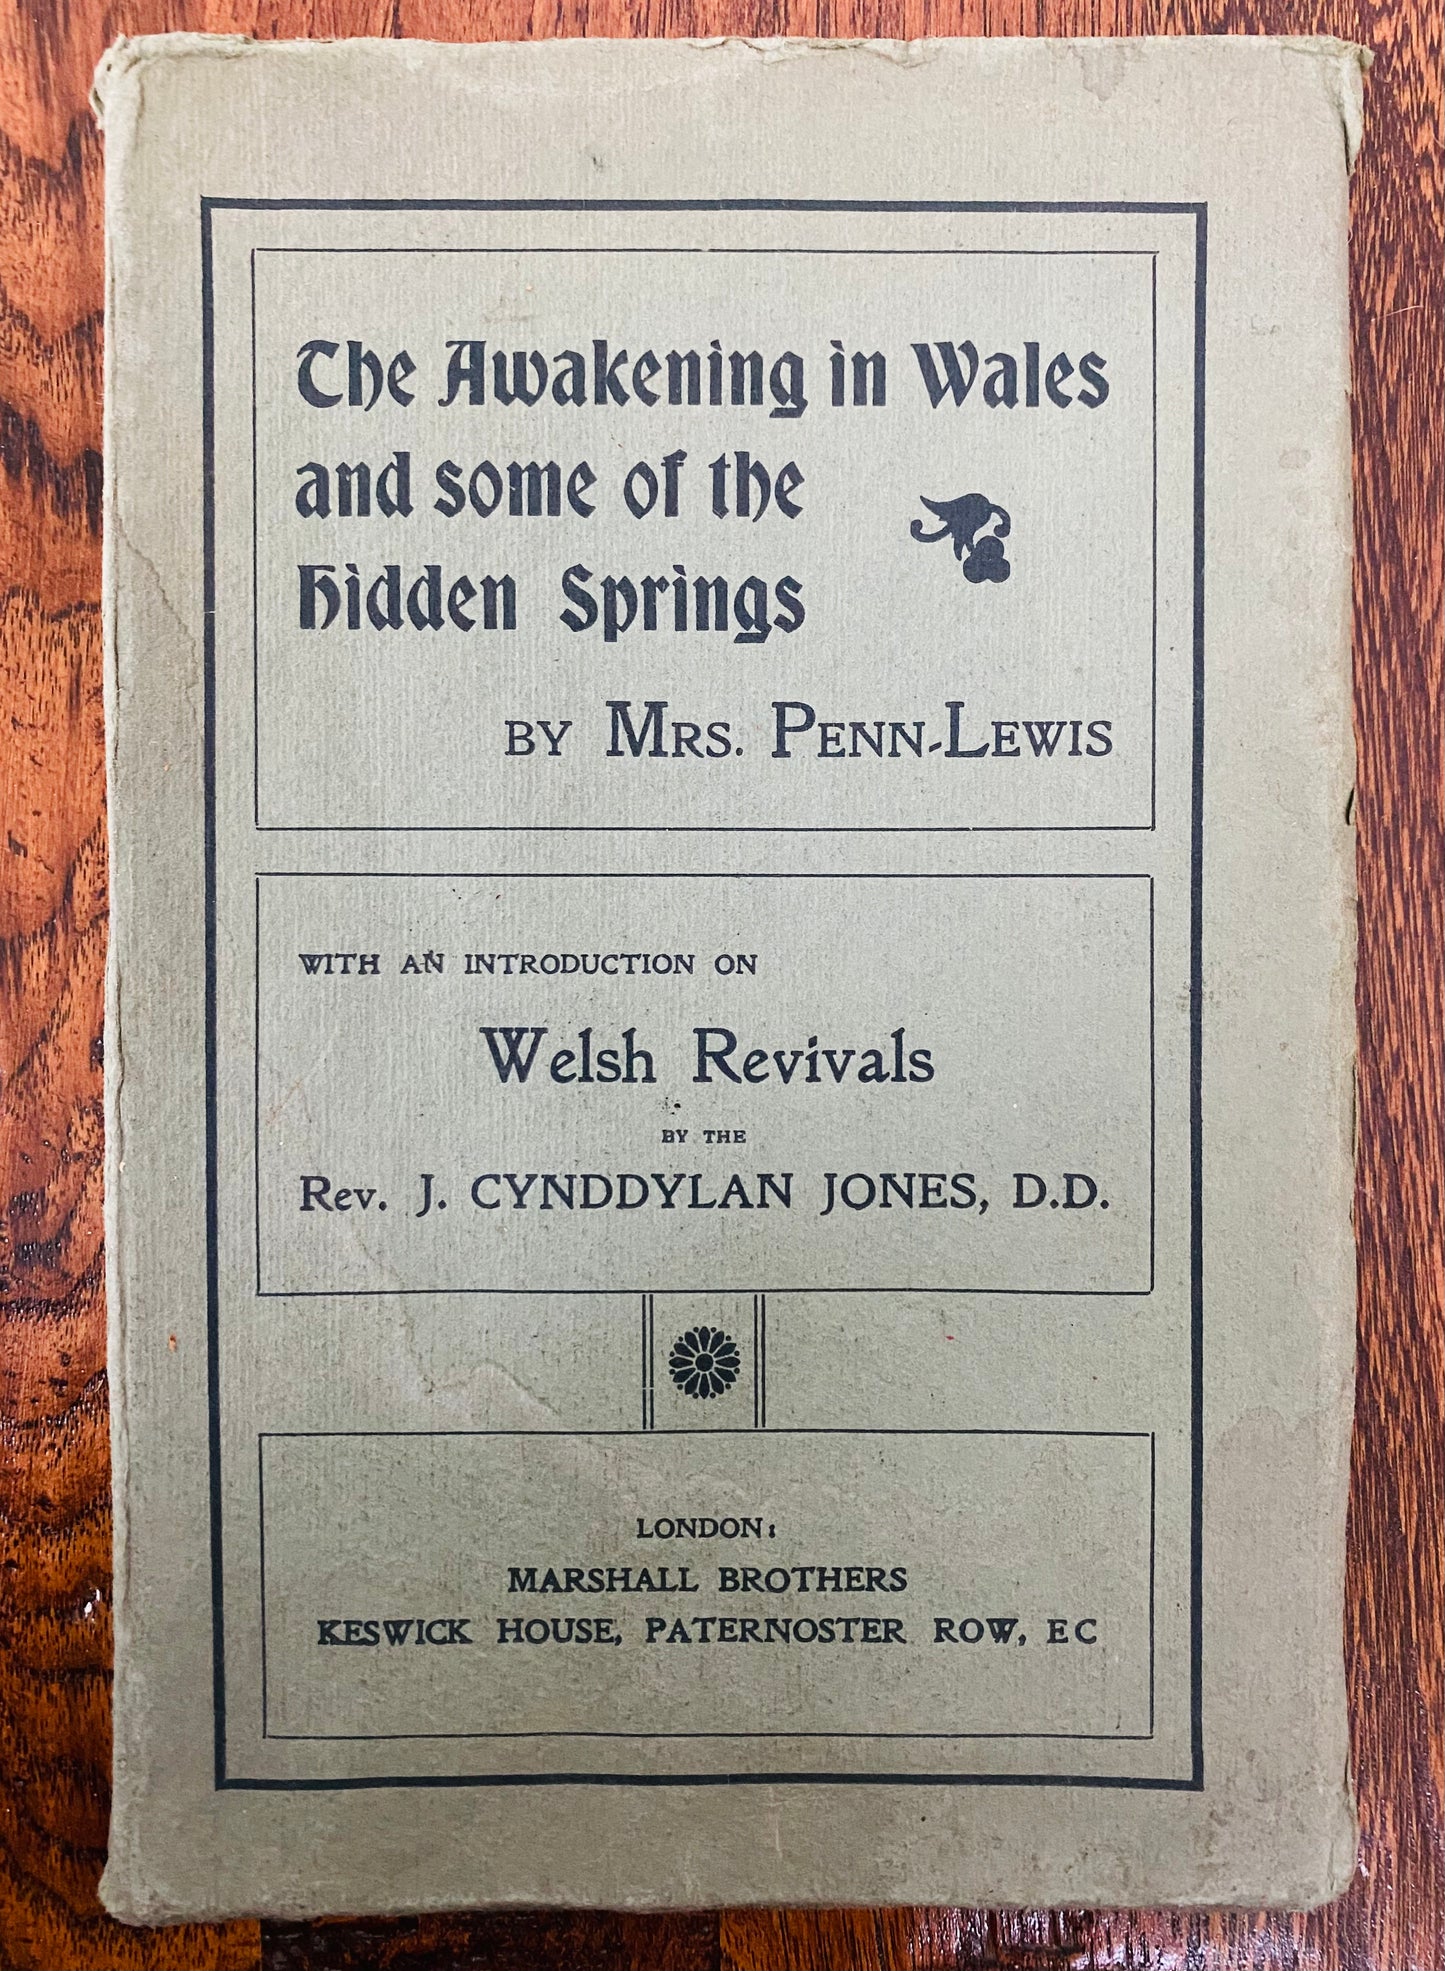 The Awakening in Wales
and some of the
Hidden Springs
BY MRS. PENN-LEWIS
WITH AN INTRODUCTION ON
Welsh Revivals
BY THE
Rev. J. CYNDDYLAN JONES, D.D.
LONDON:
MARSHALL BROTHERS
KESWICK HOUSE, PATERNOSTER ROW, EC